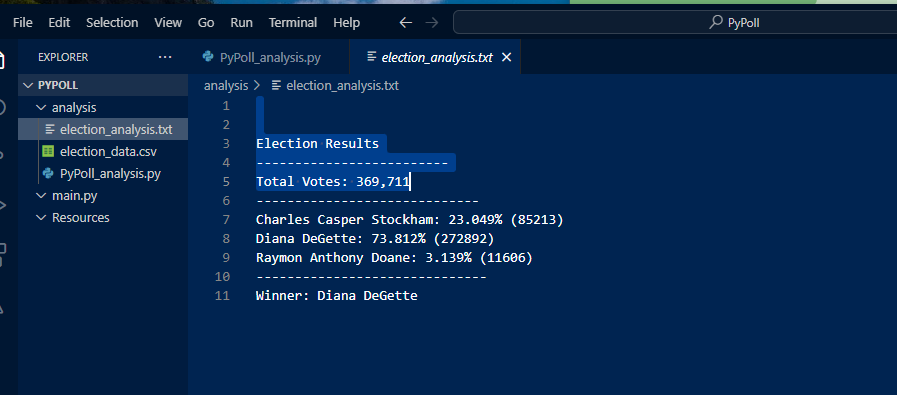 File Edit Selection View Go Run Terminal Help ← → PyPoll
EXPLORER ··· PyPoll_analysis.py election_analysis.txt ×
PYPOLL
analysis
election_analysis.txt
election_data.csv
PyPoll_analysis.py
main.py
Resources
analysis > election_analysis.txt
1
2
3 Election Results
4 -------------------------
5 Total Votes: 369,711
6 -----------------------------
7 Charles Casper Stockham: 23.049% (85213)
8 Diana DeGette: 73.812% (272892)
9 Raymon Anthony Doane: 3.139% (11606)
10 ------------------------------
11 Winner: Diana DeGette